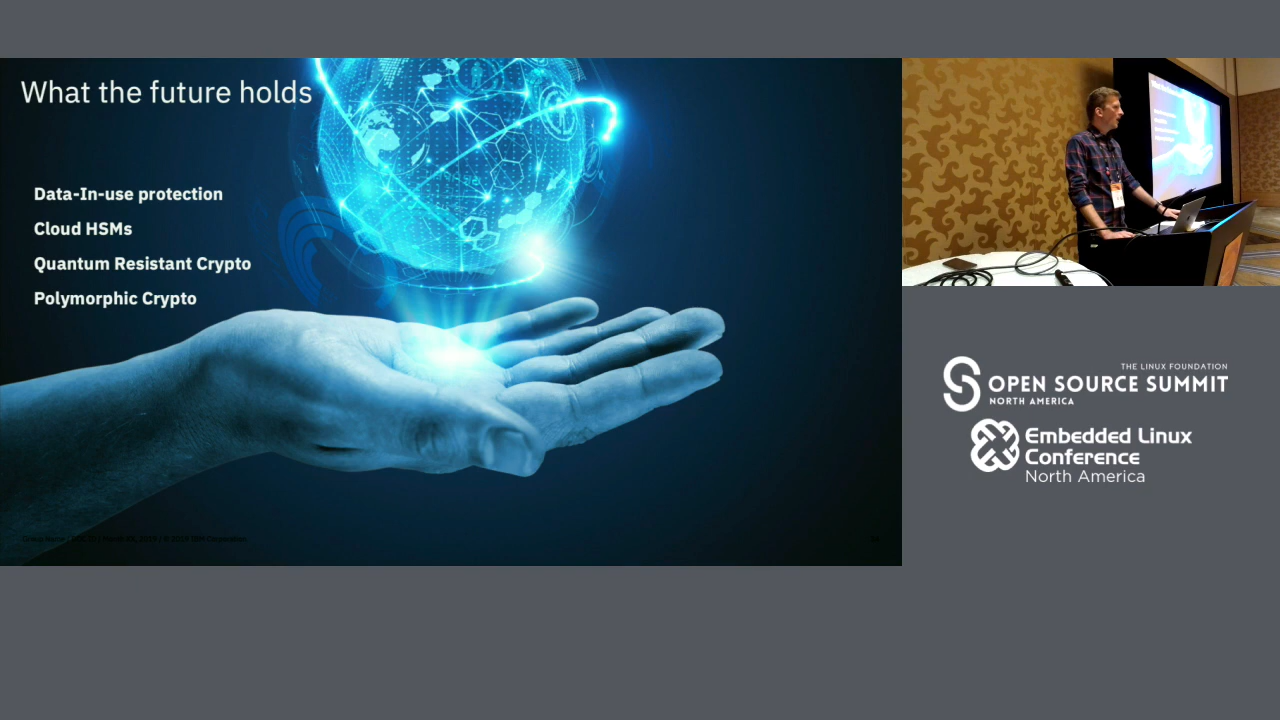 What the future holds
Data-In-use protection
Cloud HSMs
Quantum Resistant Crypto
Polymorphic Crypto
THE LINUX FOUNDATION
OPEN SOURCE SUMMIT
NORTH AMERICA
Embedded Linux
Conference
North America